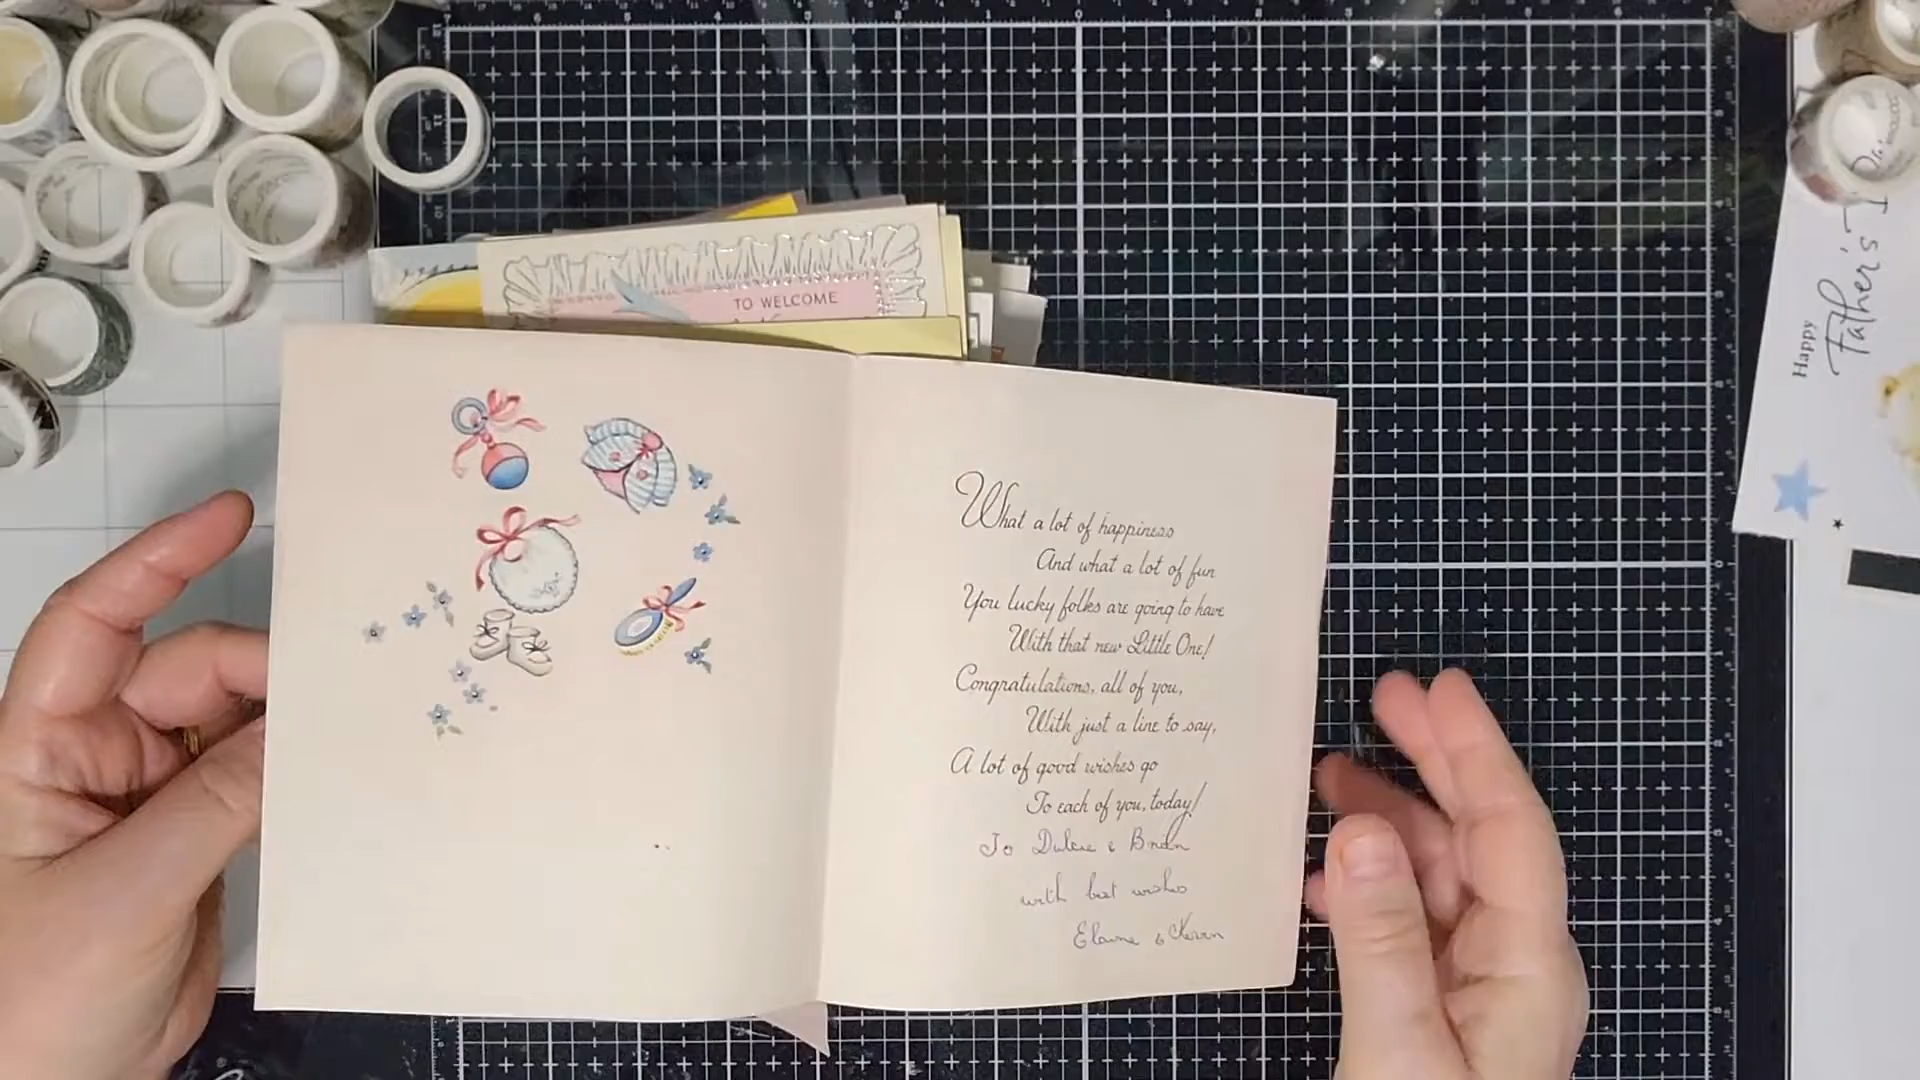 TO WELCOME
What a lot of happiness
And what a lot of fun
You lucky folks are going to have
With that new Little One!
Congratulations, all of you,
With just a line to say,
A lot of good wishes go
To each of you, today!
To Dulcie & Brian
with best wishes
Elaine &
Happy
Father's